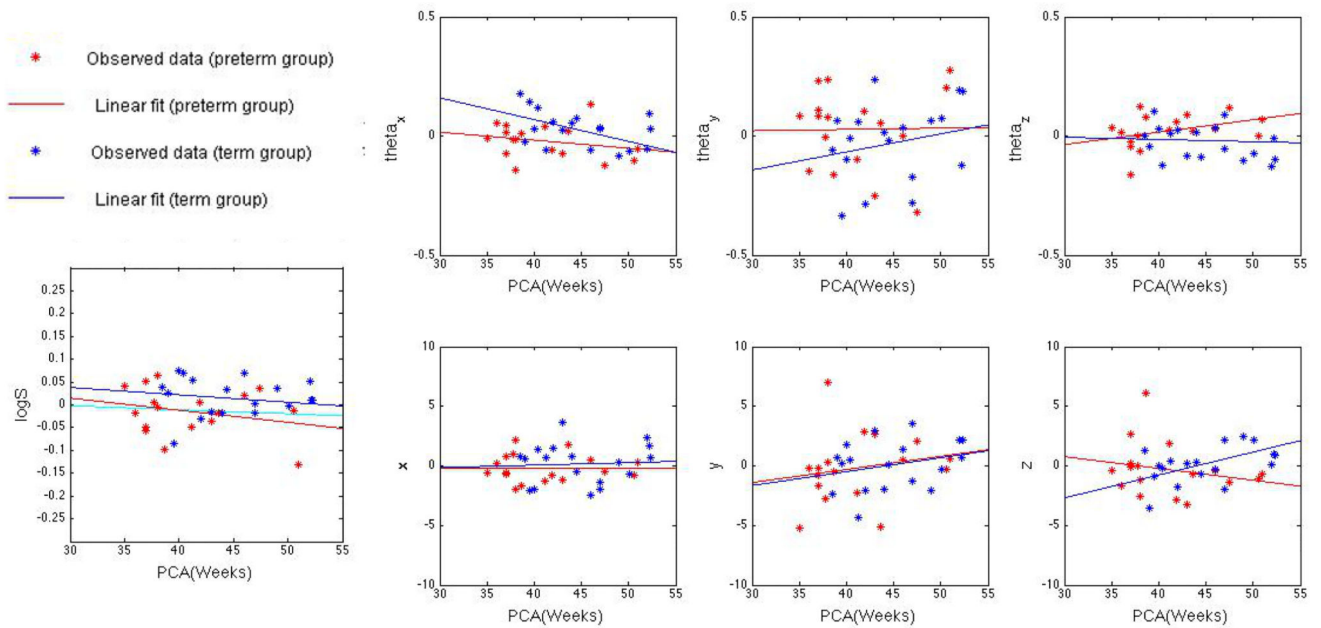 Observed data (preterm group)
Linear fit (preterm group)
Observed data (term group)
:
Linear fit (term group)
0.25
0.2
0.15
0.1
0.05
0
-0.05
-0.1
-0.15
-0.2
-0.25
logS
30 35 40 45 50 55
PCA(Weeks)
0.5
0
-0.5
theta_x
30 35 40 45 50 55
PCA(Weeks)
0.5
0
-0.5
theta_y
30 35 40 45 50 55
PCA(Weeks)
0.5
0
-0.5
theta_z
30 35 40 45 50 55
PCA(Weeks)
10
5
0
-5
-10
x
30 35 40 45 50 55
PCA(Weeks)
10
5
0
-5
-10
y
30 35 40 45 50 55
PCA(Weeks)
10
5
0
-5
-10
z
30 35 40 45 50 55
PCA(Weeks)